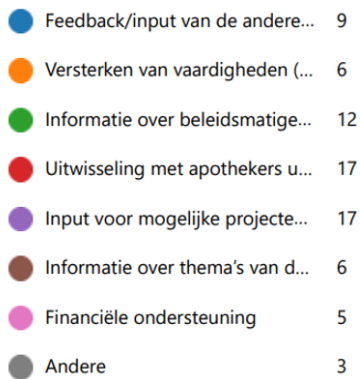 Feedback/input van de andere... 9
Versterken van vaardigheden (... 6
Informatie over beleidsmatige... 12
Uitwisseling met apothekers u... 17
Input voor mogelijke projecte... 17
Informatie over thema's van d... 6
Financiële ondersteuning 5
Andere 3